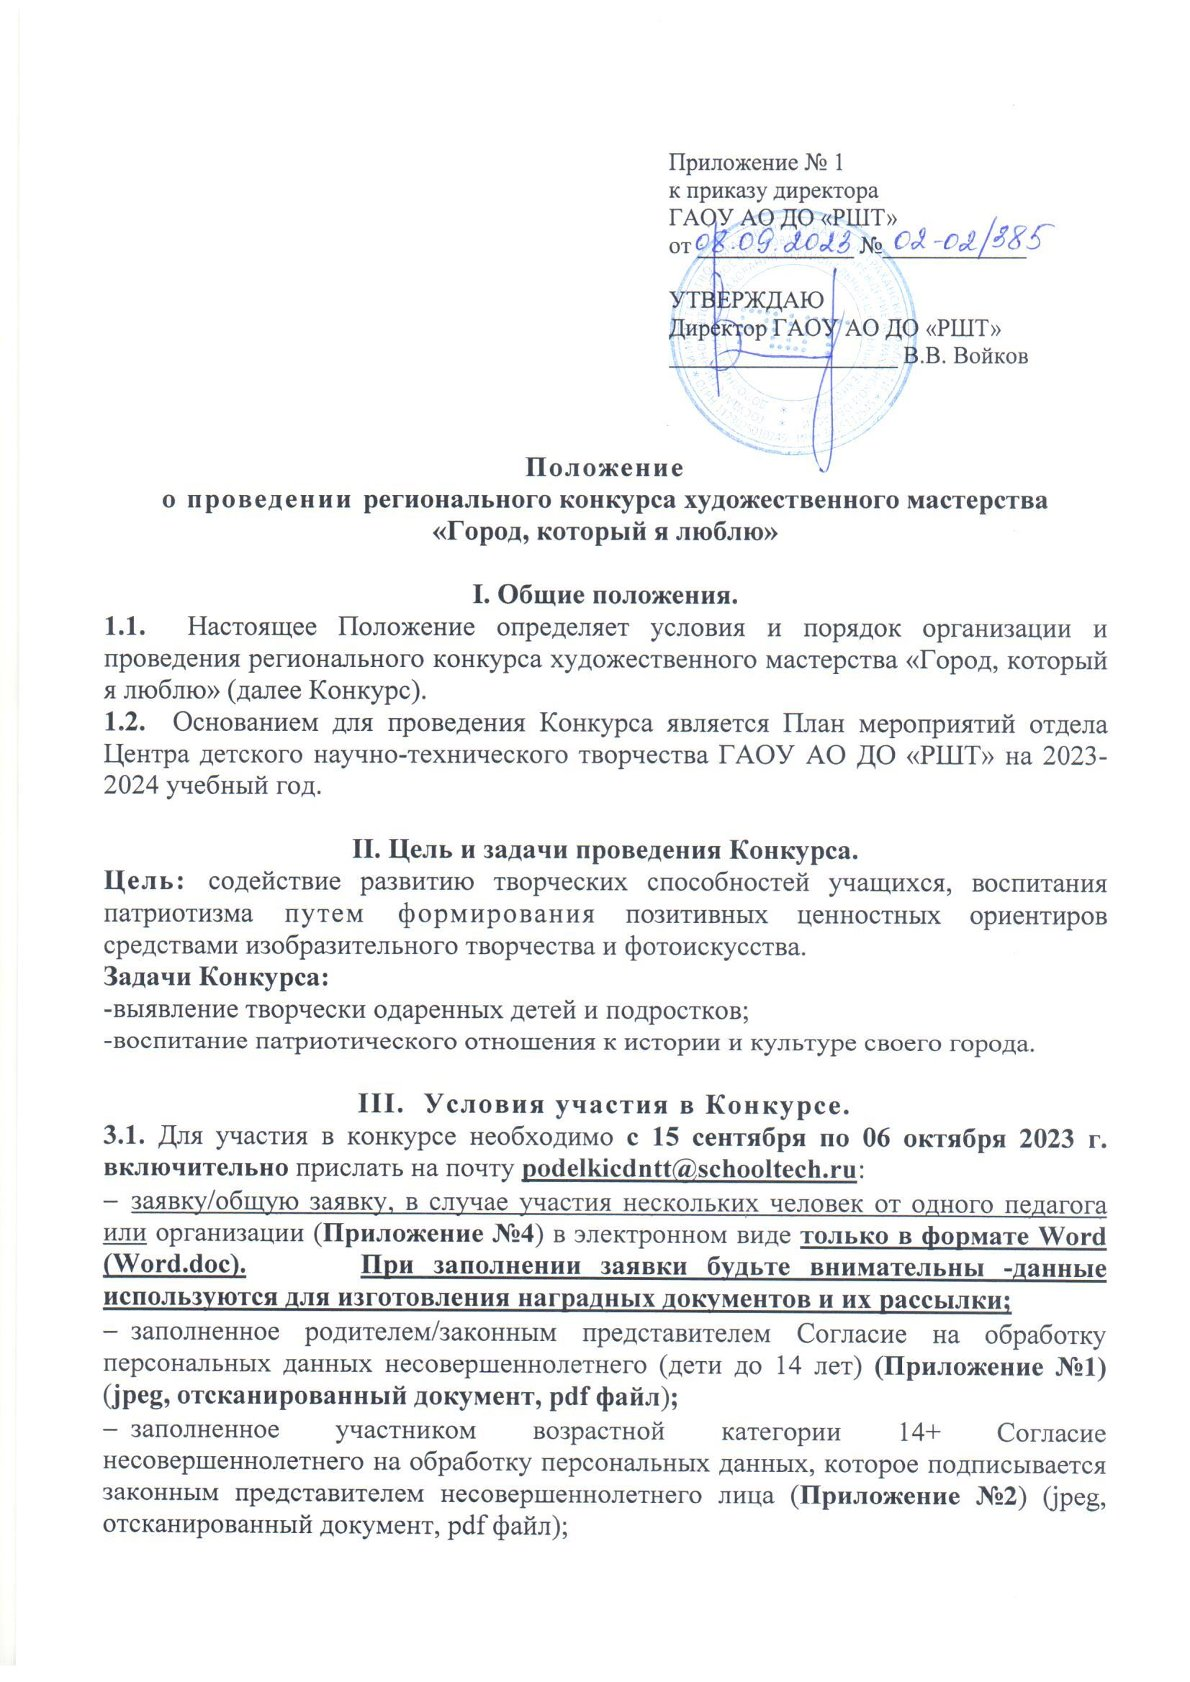 Приложение № 1
к приказу директора
ГАОУ АО ДО «РШТ»
от 08.09.2023 № 02-02/385
УТВЕРЖДАЮ
Директор ГАОУ АО ДО «РШТ»
В.В. Войков
Положение
о проведении регионального конкурса художественного мастерства
«Город, который я люблю»
I. Общие положения.
1.1. Настоящее Положение определяет условия и порядок организации и
проведения регионального конкурса художественного мастерства «Город, который
я люблю» (далее Конкурс).
1.2. Основанием для проведения Конкурса является План мероприятий отдела
Центра детского научно-технического творчества ГАОУ АО ДО «РШТ» на 2023-
2024 учебный год.
II. Цель и задачи проведения Конкурса.
Цель: содействие развитию творческих способностей учащихся, воспитания
патриотизма путем формирования позитивных ценностных ориентиров
средствами изобразительного творчества и фотоискусства.
Задачи Конкурса:
-выявление творчески одаренных детей и подростков;
-воспитание патриотического отношения к истории и культуре своего города.
III. Условия участия в Конкурсе.
3.1. Для участия в конкурсе необходимо с 15 сентября по 06 октября 2023 г.
включительно прислать на почту podelkicdntt@schooltech.ru:
– заявку/общую заявку, в случае участия нескольких человек от одного педагога
или организации (Приложение №4) в электронном виде только в формате Word
(Word.doc). При заполнении заявки будьте внимательны -данные
используются для изготовления наградных документов и их рассылки;
– заполненное родителем/законным представителем Согласие на обработку
персональных данных несовершеннолетнего (дети до 14 лет) (Приложение №1)
(jpeg, отсканированный документ, pdf файл);
– заполненное участником возрастной категории 14+ Согласие
несовершеннолетнего на обработку персональных данных, которое подписывается
законным представителем несовершеннолетнего лица (Приложение №2) (jpeg,
отсканированный документ, pdf файл);